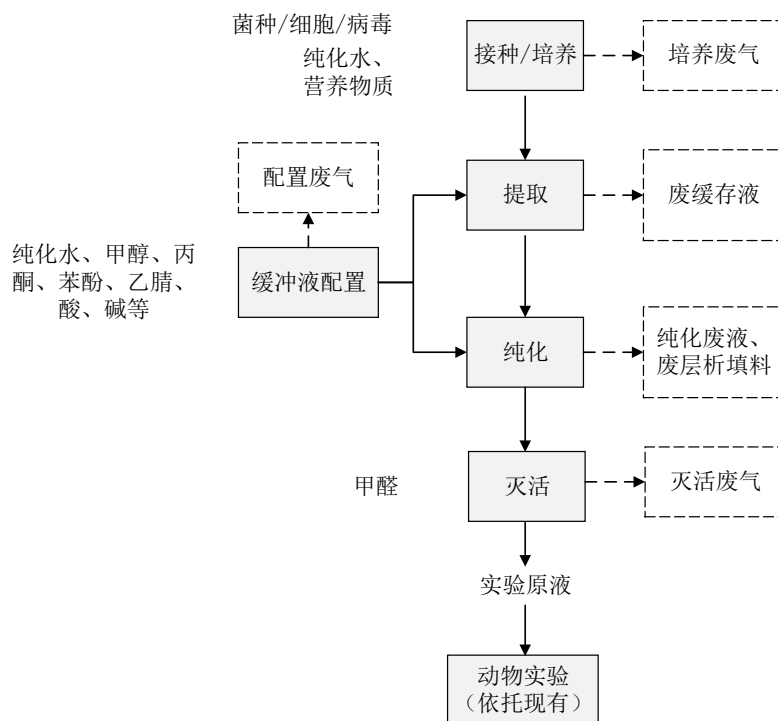 菌种/细胞/病毒
纯化水、
营养物质
接种/培养
培养废气
配置废气
提取
废缓存液
纯化水、甲醇、丙
酮、苯酚、乙腈、
酸、碱等
缓冲液配置
纯化
纯化废液、
废层析填料
甲醛
灭活
灭活废气
实验原液
动物实验
（依托现有）